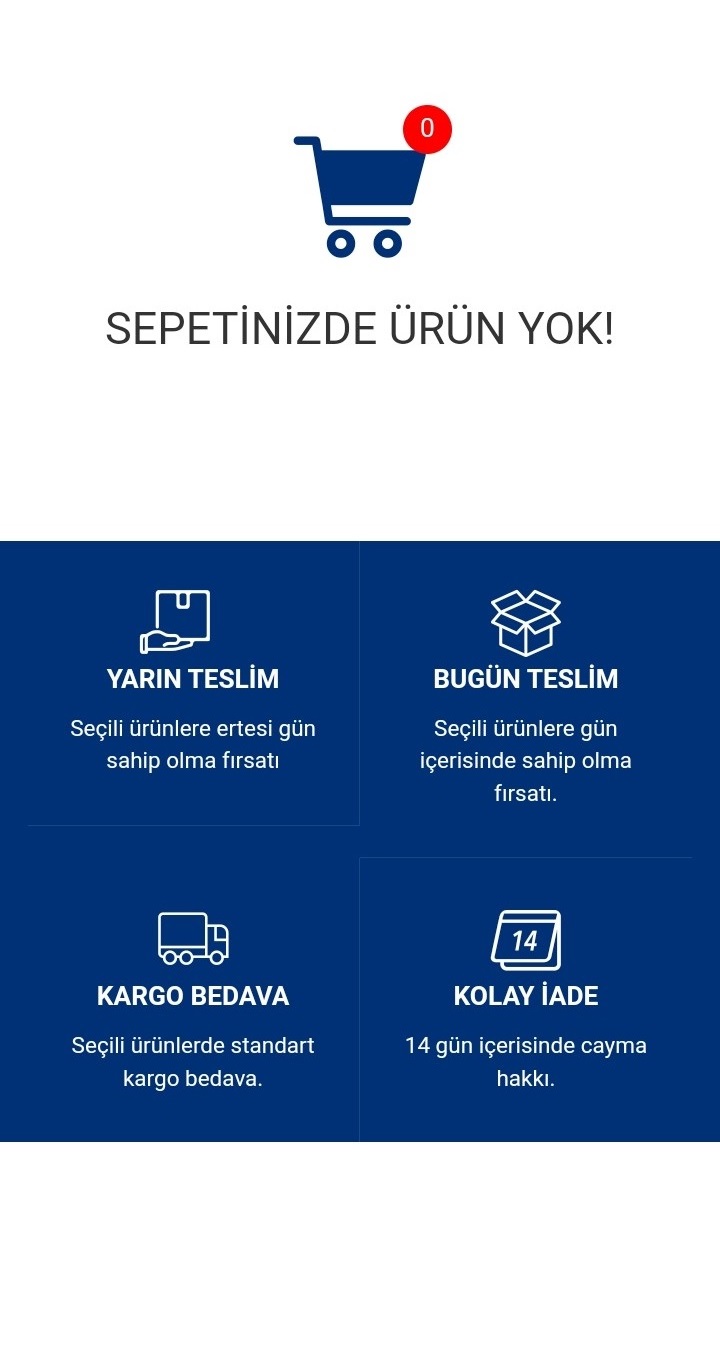 0
SEPETİNİZDE ÜRÜN YOK!
YARIN TESLİM
Seçili ürünlere ertesi gün
sahip olma fırsatı
BUGÜN TESLİM
Seçili ürünlere gün
içerisinde sahip olma
fırsatı.
KARGO BEDAVA
Seçili ürünlerde standart
kargo bedava.
14
KOLAY İADE
14 gün içerisinde cayma
hakkı.